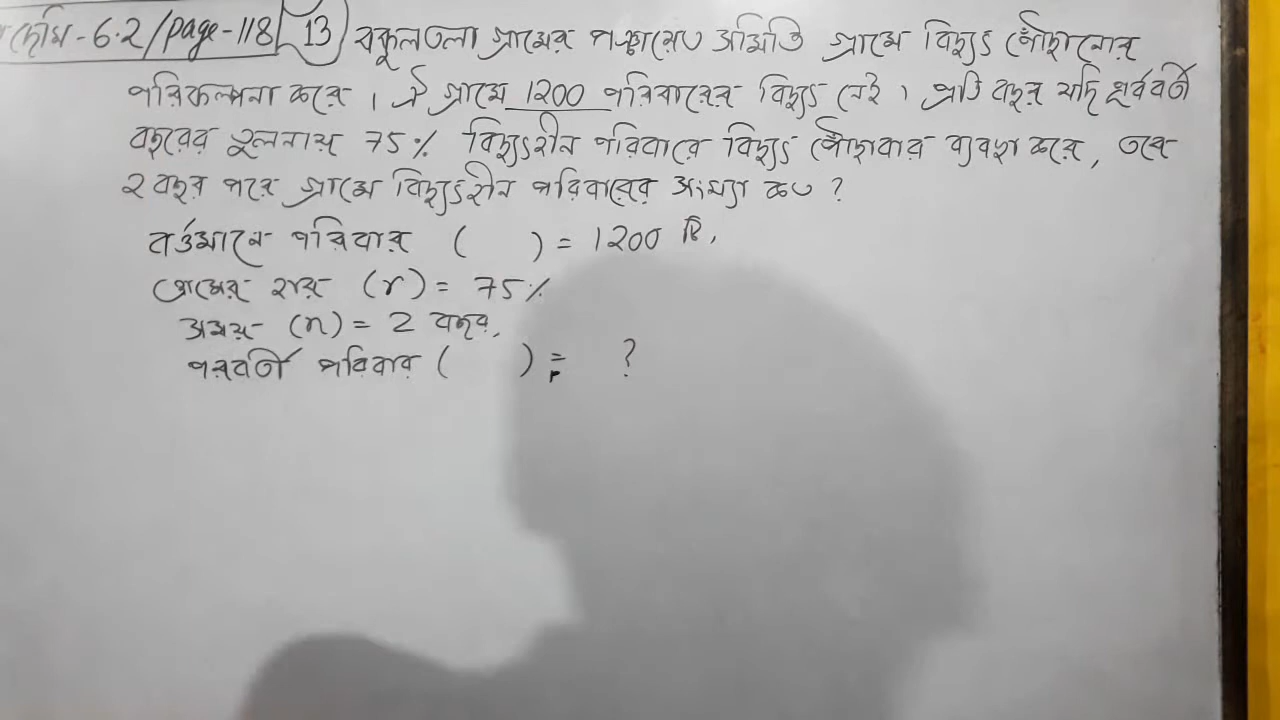 কষে দেখি - 6.2 / page - 118 13) বকুলতলা গ্রামের পঞ্চায়েত সমিতি গ্রামে বিদ্যুৎ পৌঁছানোর
পরিকল্পনা করে । ঐ গ্রামে 1200 পরিবারের বিদ্যুৎ নেই । প্রতি বছর যদি পূর্ববর্তী
বছরের তুলনায় 75% বিদ্যুৎহীন পরিবারে বিদ্যুৎ পৌঁছাবার ব্যবস্থা করে, তবে
২ বছর পরে গ্রামে বিদ্যুৎহীন পরিবারের সংখ্যা কত ?
বর্তমানে পরিবার ( ) = 1200 টি,
হ্রাসের হার (r) = 75%
সময় (n) = 2 বছর,
পরবর্তী পরিবার ( ) = ?